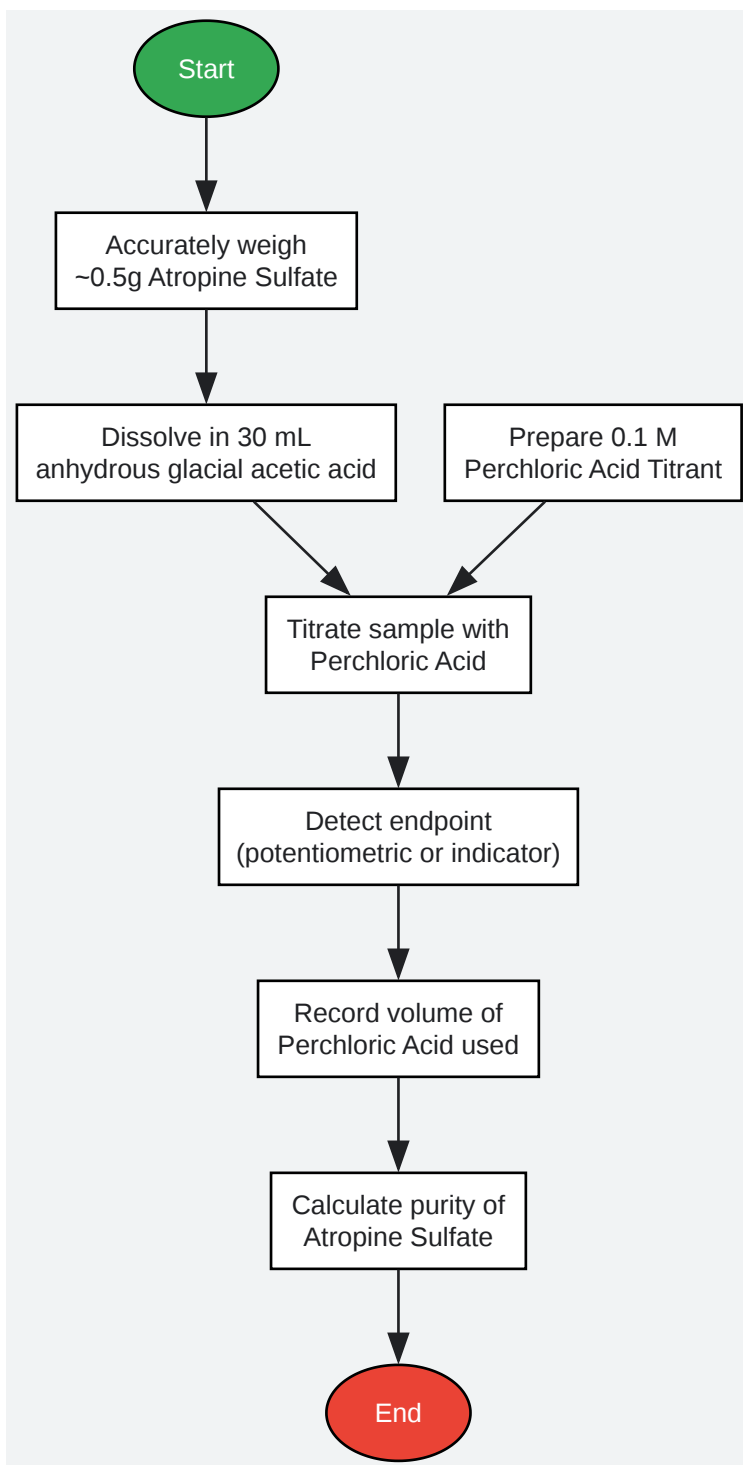 Start
Accurately weigh
~0.5g Atropine Sulfate
Dissolve in 30 mL
anhydrous glacial acetic acid
Prepare 0.1 M
Perchloric Acid Titrant
Titrate sample with
Perchloric Acid
Detect endpoint
(potentiometric or indicator)
Record volume of
Perchloric Acid used
Calculate purity of
Atropine Sulfate
End